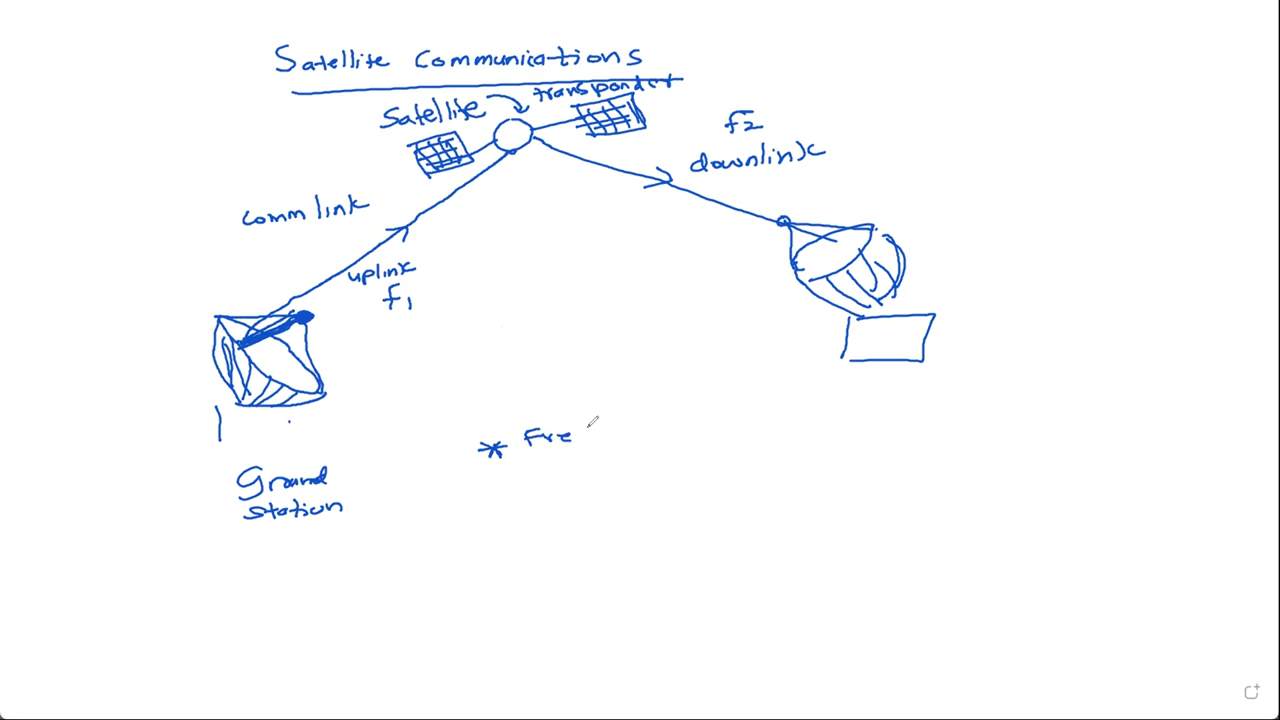 Satellite Communications
transponder
Satellite
f2
downlink
comm link
uplink
f1
* Fre
Ground
station